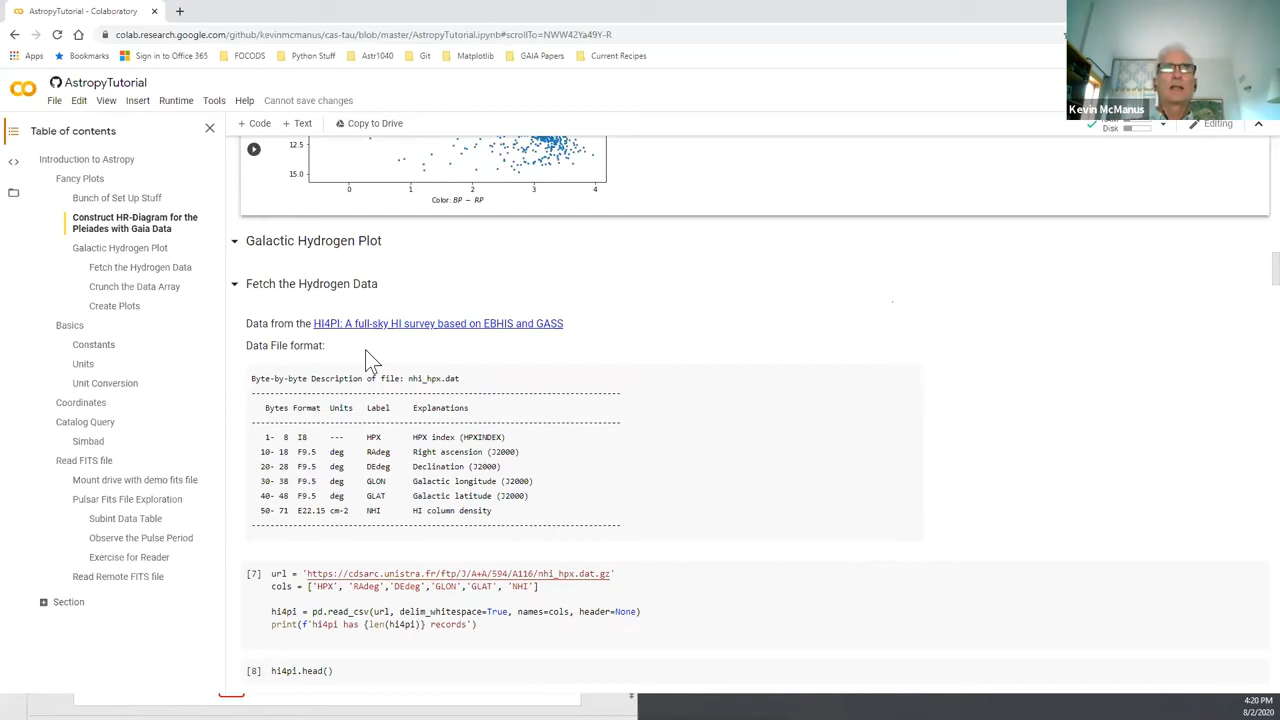 AstropyTutorial - Colaboratory
colab.research.google.com/github/kevinmcmanus/cas-tau/blob/master/AstropyTutorial.ipynb#scrollTo=NWW42Ya49Y-R
Apps Bookmarks Sign in to Office 365 FOCODS Python Stuff Astr1040 Git Matplotlib GAIA Papers Current Recipes
Kevin McManus
AstropyTutorial
File Edit View Insert Runtime Tools Help Cannot save changes
Disk Editing
Table of contents
+ Code + Text Copy to Drive
Introduction to Astropy
Fancy Plots
Bunch of Set Up Stuff
Construct HR-Diagram for the
Pleiades with Gaia Data
Galactic Hydrogen Plot
Fetch the Hydrogen Data
Crunch the Data Array
Create Plots
Basics
Constants
Units
Unit Conversion
Coordinates
Catalog Query
Simbad
Read FITS file
Mount drive with demo fits file
Pulsar Fits File Exploration
Subint Data Table
Observe the Pulse Period
Exercise for Reader
Read Remote FITS file
Section
12.5
15.0
0 1 2 3 4
Color: BP − RP
Galactic Hydrogen Plot
Fetch the Hydrogen Data
Data from the HI4PI: A full-sky HI survey based on EBHIS and GASS
Data File format:
Byte-by-byte Description of file: nhi_hpx.dat
--------------------------------------------------------------------------------
Bytes Format Units Label Explanations
--------------------------------------------------------------------------------
1- 8 I8 --- HPX HPX index (HPXINDEX)
10- 18 F9.5 deg RAdeg Right ascension (J2000)
20- 28 F9.5 deg DEdeg Declination (J2000)
30- 38 F9.5 deg GLON Galactic longitude (J2000)
40- 48 F9.5 deg GLAT Galactic latitude (J2000)
50- 71 E22.15 cm-2 NHI HI column density
--------------------------------------------------------------------------------
[7] url = 'https://cdsarc.unistra.fr/ftp/J/A+A/594/A116/nhi_hpx.dat.gz'
cols = ['HPX', 'RAdeg','DEdeg','GLON','GLAT', 'NHI']
hi4pi = pd.read_csv(url, delim_whitespace=True, names=cols, header=None)
print(f'hi4pi has {len(hi4pi)} records')
[8] hi4pi.head()
4:20 PM
8/2/2020